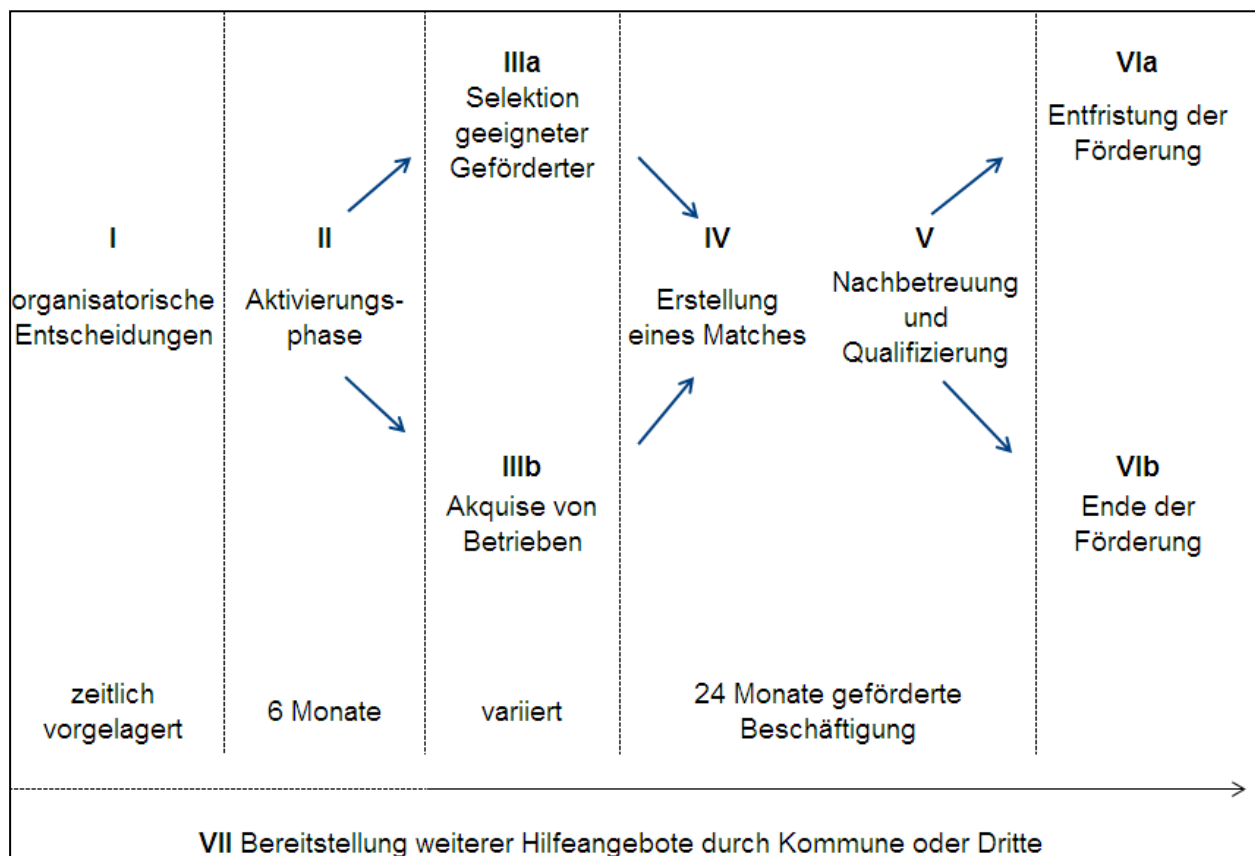 I
organisatorische
Entscheidungen
zeitlich
vorgelagert
II
Aktivierungs-
phase
6 Monate
IIIa
Selektion
geeigneter
Geförderter
IIIb
Akquise von
Betrieben
variiert
IV
Erstellung
eines Matches
V
Nachbetreuung
und
Qualifizierung
24 Monate geförderte
Beschäftigung
VIa
Entfristung der
Förderung
VIb
Ende der
Förderung
VII Bereitstellung weiterer Hilfeangebote durch Kommune oder Dritte